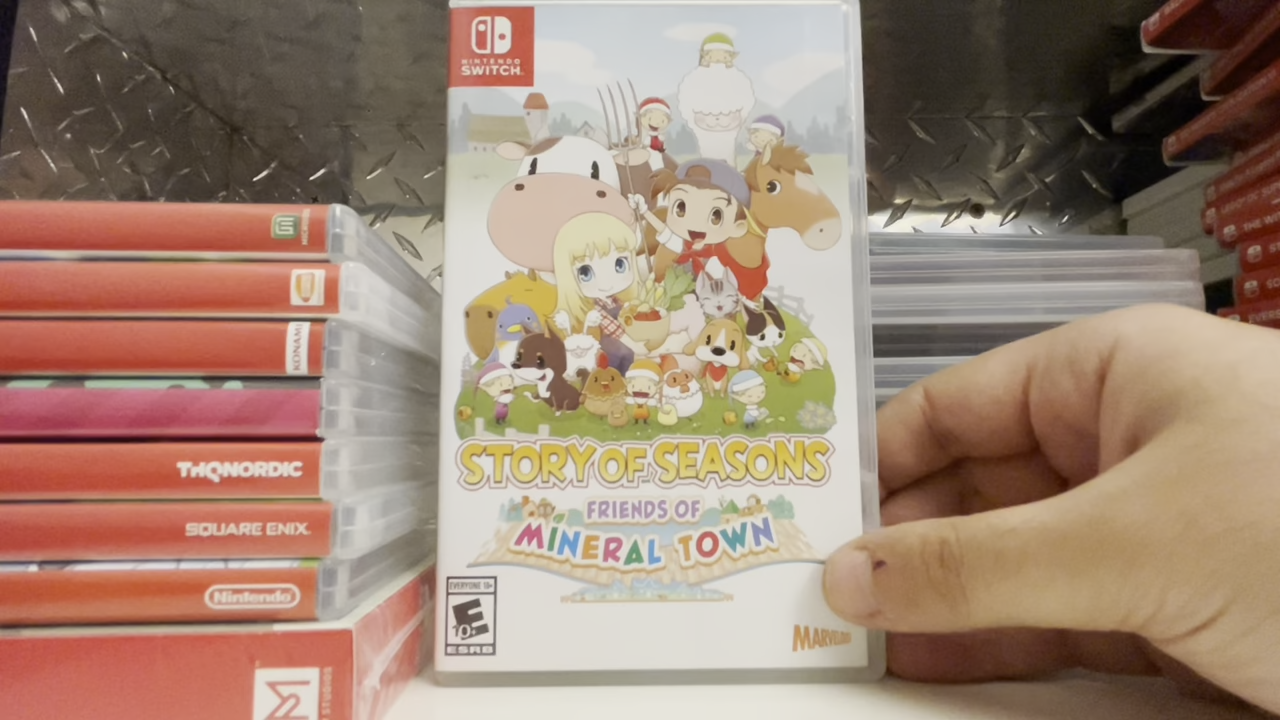 NINTENDO
SWITCH
STORY OF SEASONS
FRIENDS OF
MINERAL TOWN
EVERYONE 10+
E
10+
ESRB
MARVELOUS
KONAMI
THQNORDIC
SQUARE ENIX
Nintendo